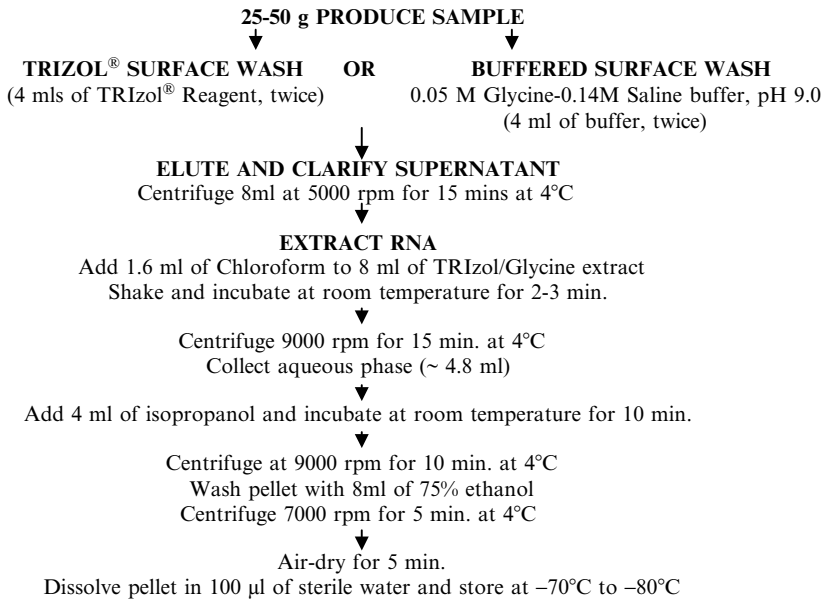 25-50 g PRODUCE SAMPLE
TRIZOL® SURFACE WASH OR BUFFERED SURFACE WASH
(4 mls of TRIzol® Reagent, twice) 0.05 M Glycine-0.14M Saline buffer, pH 9.0
(4 ml of buffer, twice)
ELUTE AND CLARIFY SUPERNATANT
Centrifuge 8ml at 5000 rpm for 15 mins at 4°C
EXTRACT RNA
Add 1.6 ml of Chloroform to 8 ml of TRIzol/Glycine extract
Shake and incubate at room temperature for 2-3 min.
Centrifuge 9000 rpm for 15 min. at 4°C
Collect aqueous phase (~ 4.8 ml)
Add 4 ml of isopropanol and incubate at room temperature for 10 min.
Centrifuge at 9000 rpm for 10 min. at 4°C
Wash pellet with 8ml of 75% ethanol
Centrifuge 7000 rpm for 5 min. at 4°C
Air-dry for 5 min.
Dissolve pellet in 100 µl of sterile water and store at –70°C to –80°C